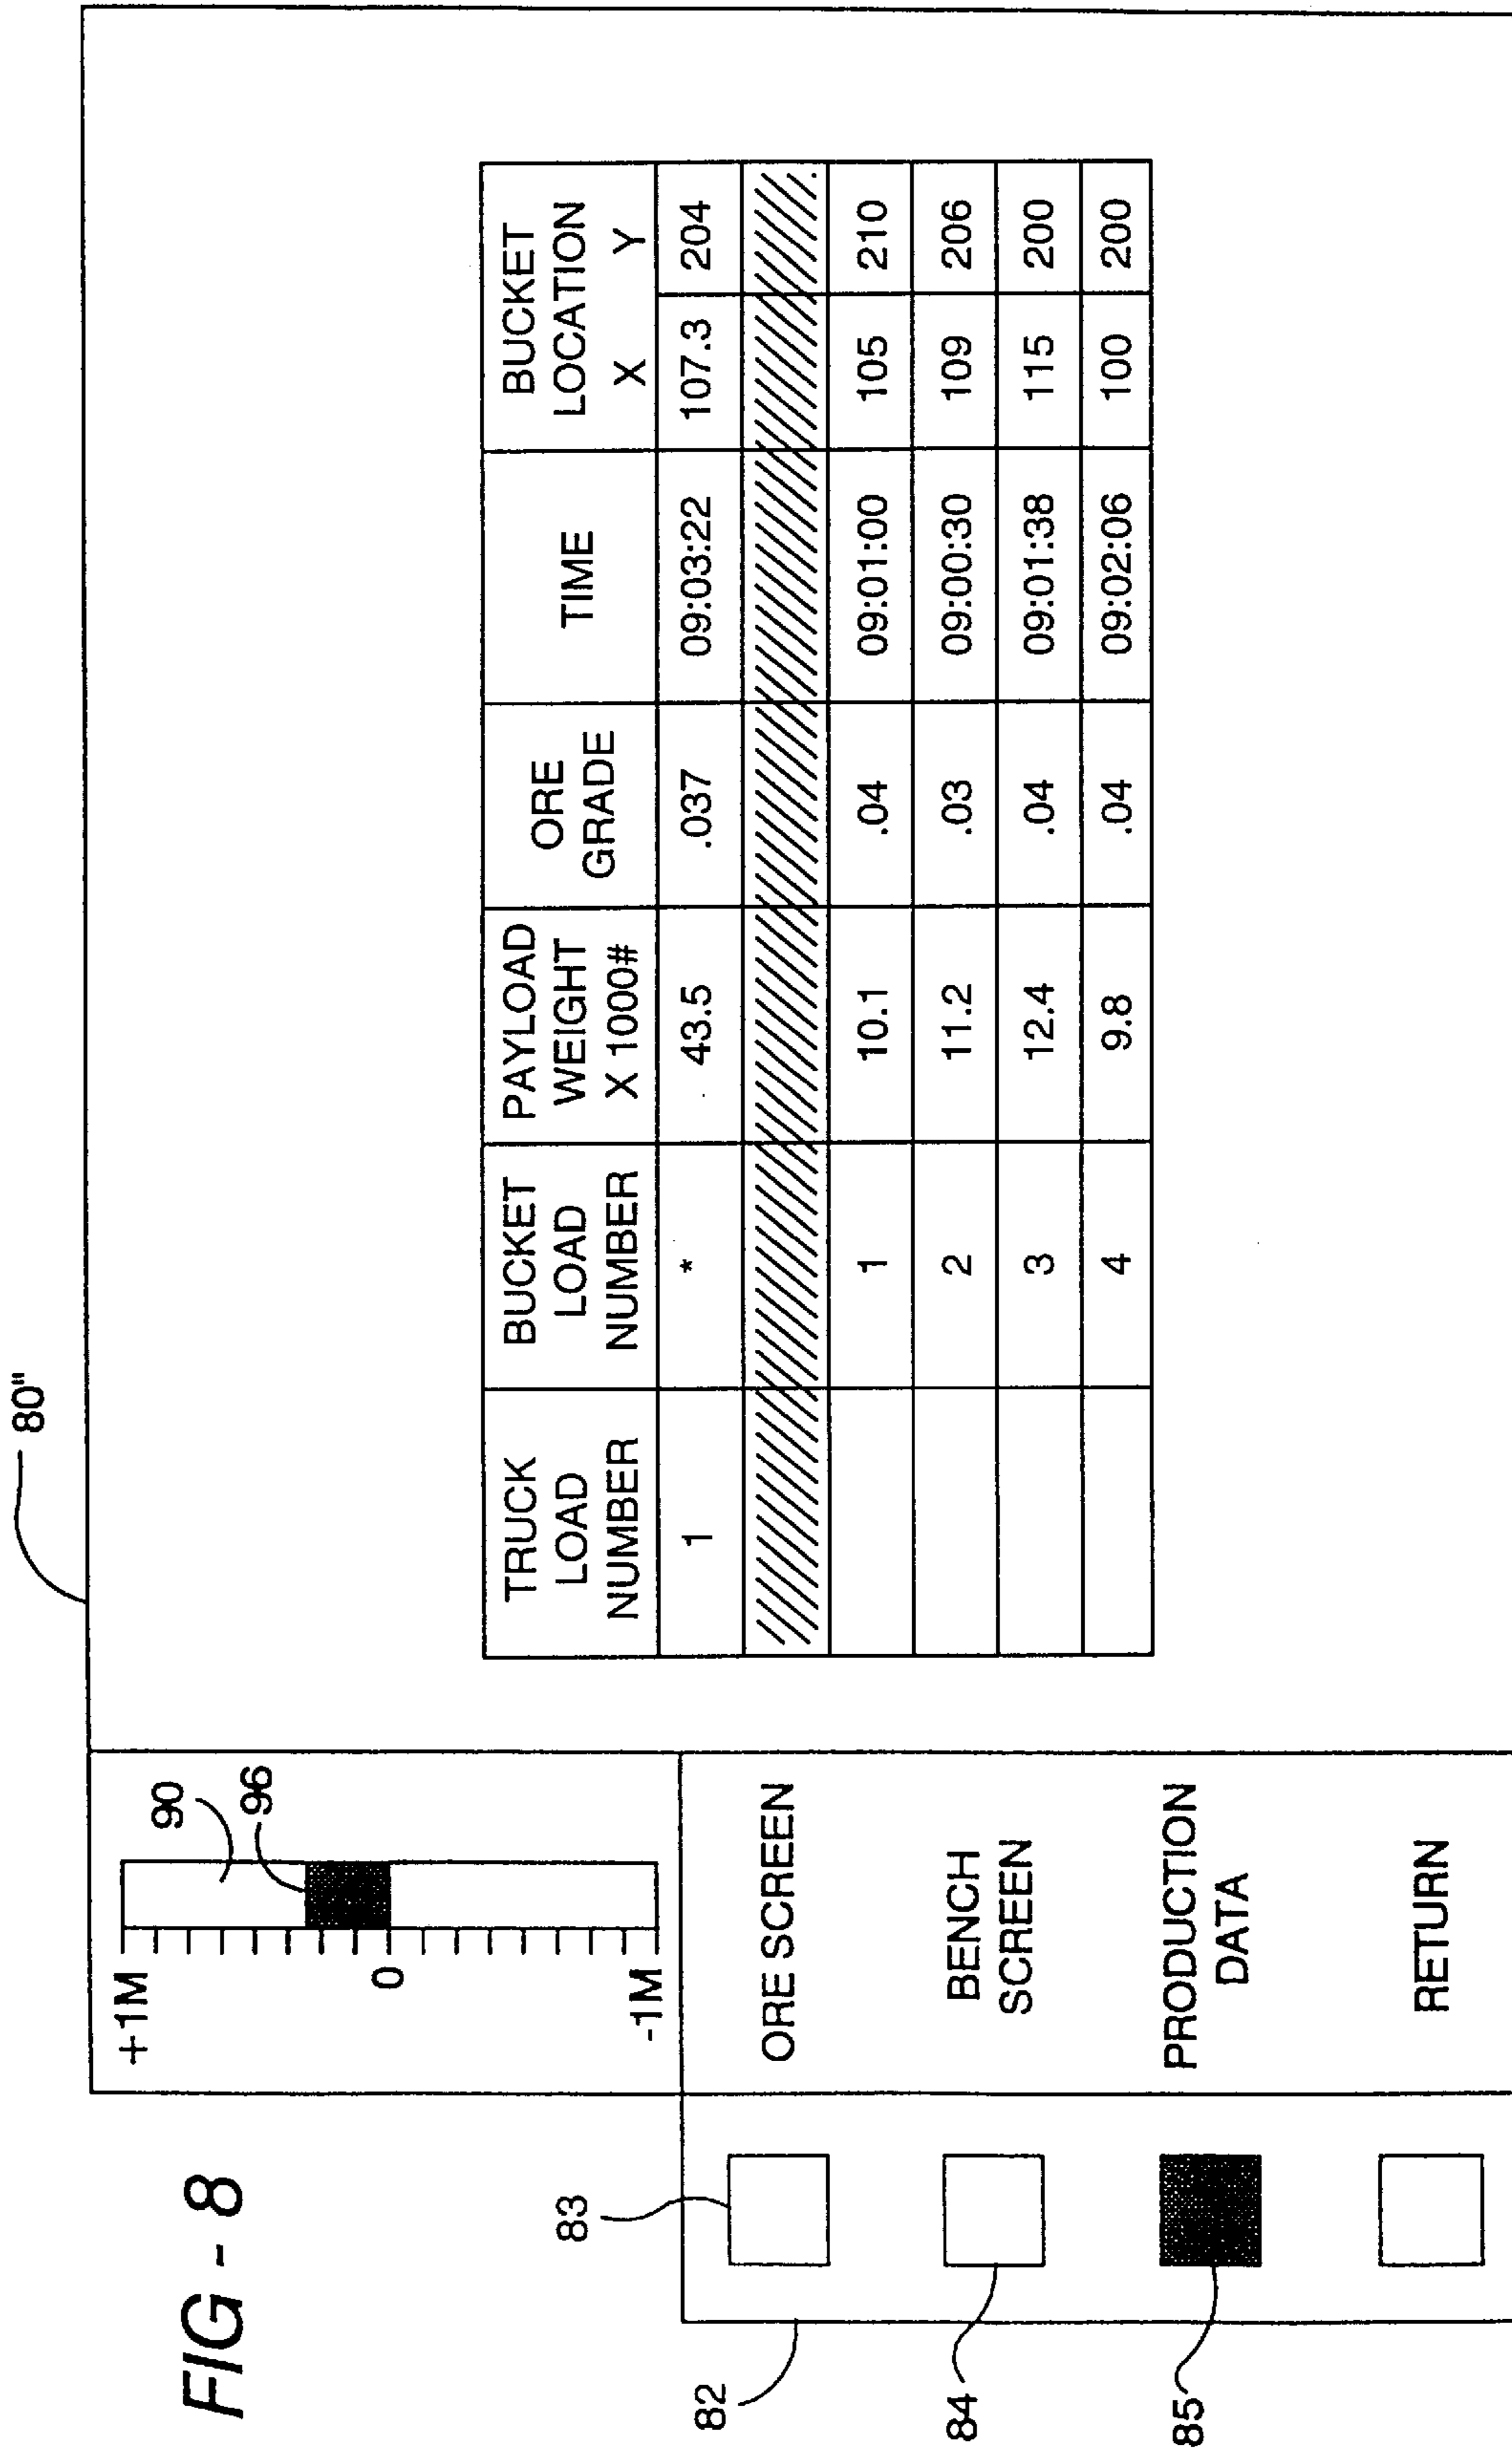 80"
FIG - 8
+1M
0
-1M
90
96
82
83
84
85
ORE SCREEN
BENCH
SCREEN
PRODUCTION
DATA
RETURN
TRUCK
LOAD
NUMBER
BUCKET
LOAD
NUMBER
PAYLOAD
WEIGHT
X 1000#
ORE
GRADE
TIME
BUCKET
LOCATION
X Y
1 * 43.5 .037 09:03:22 107.3 204
1 10.1 .04 09:01:00 105 210
2 11.2 .03 09:00:30 109 206
3 12.4 .04 09:01:38 115 200
4 9.8 .04 09:02:06 100 200